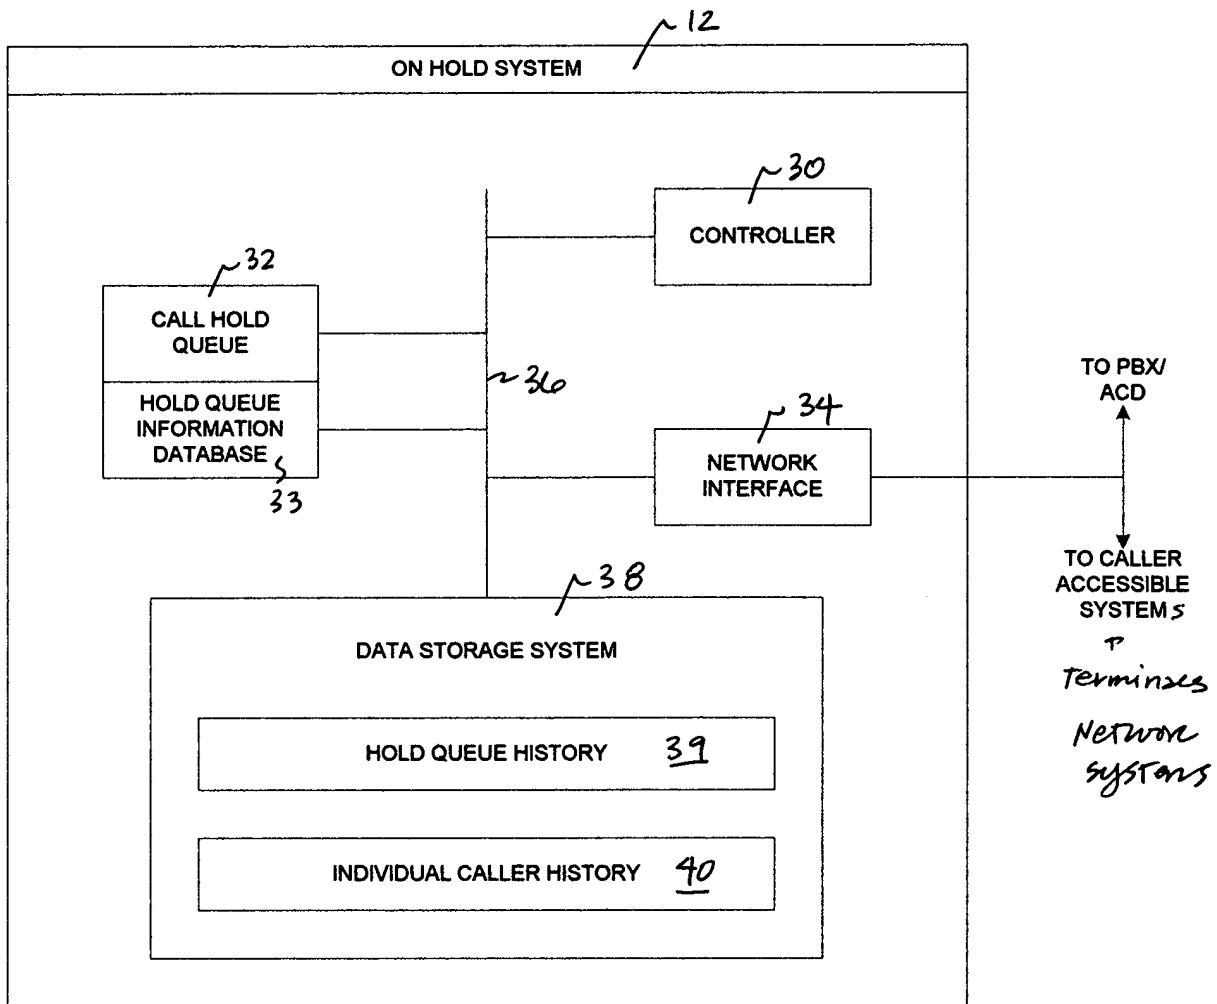 12
ON HOLD SYSTEM
30
CONTROLLER
32
CALL HOLD
QUEUE
36
HOLD QUEUE
INFORMATION
DATABASE
33
34
NETWORK
INTERFACE
TO PBX/
ACD
TO CALLER
ACCESSIBLE
SYSTEMS
38
DATA STORAGE SYSTEM
Network
systems
HOLD QUEUE HISTORY 39
INDIVIDUAL CALLER HISTORY 40